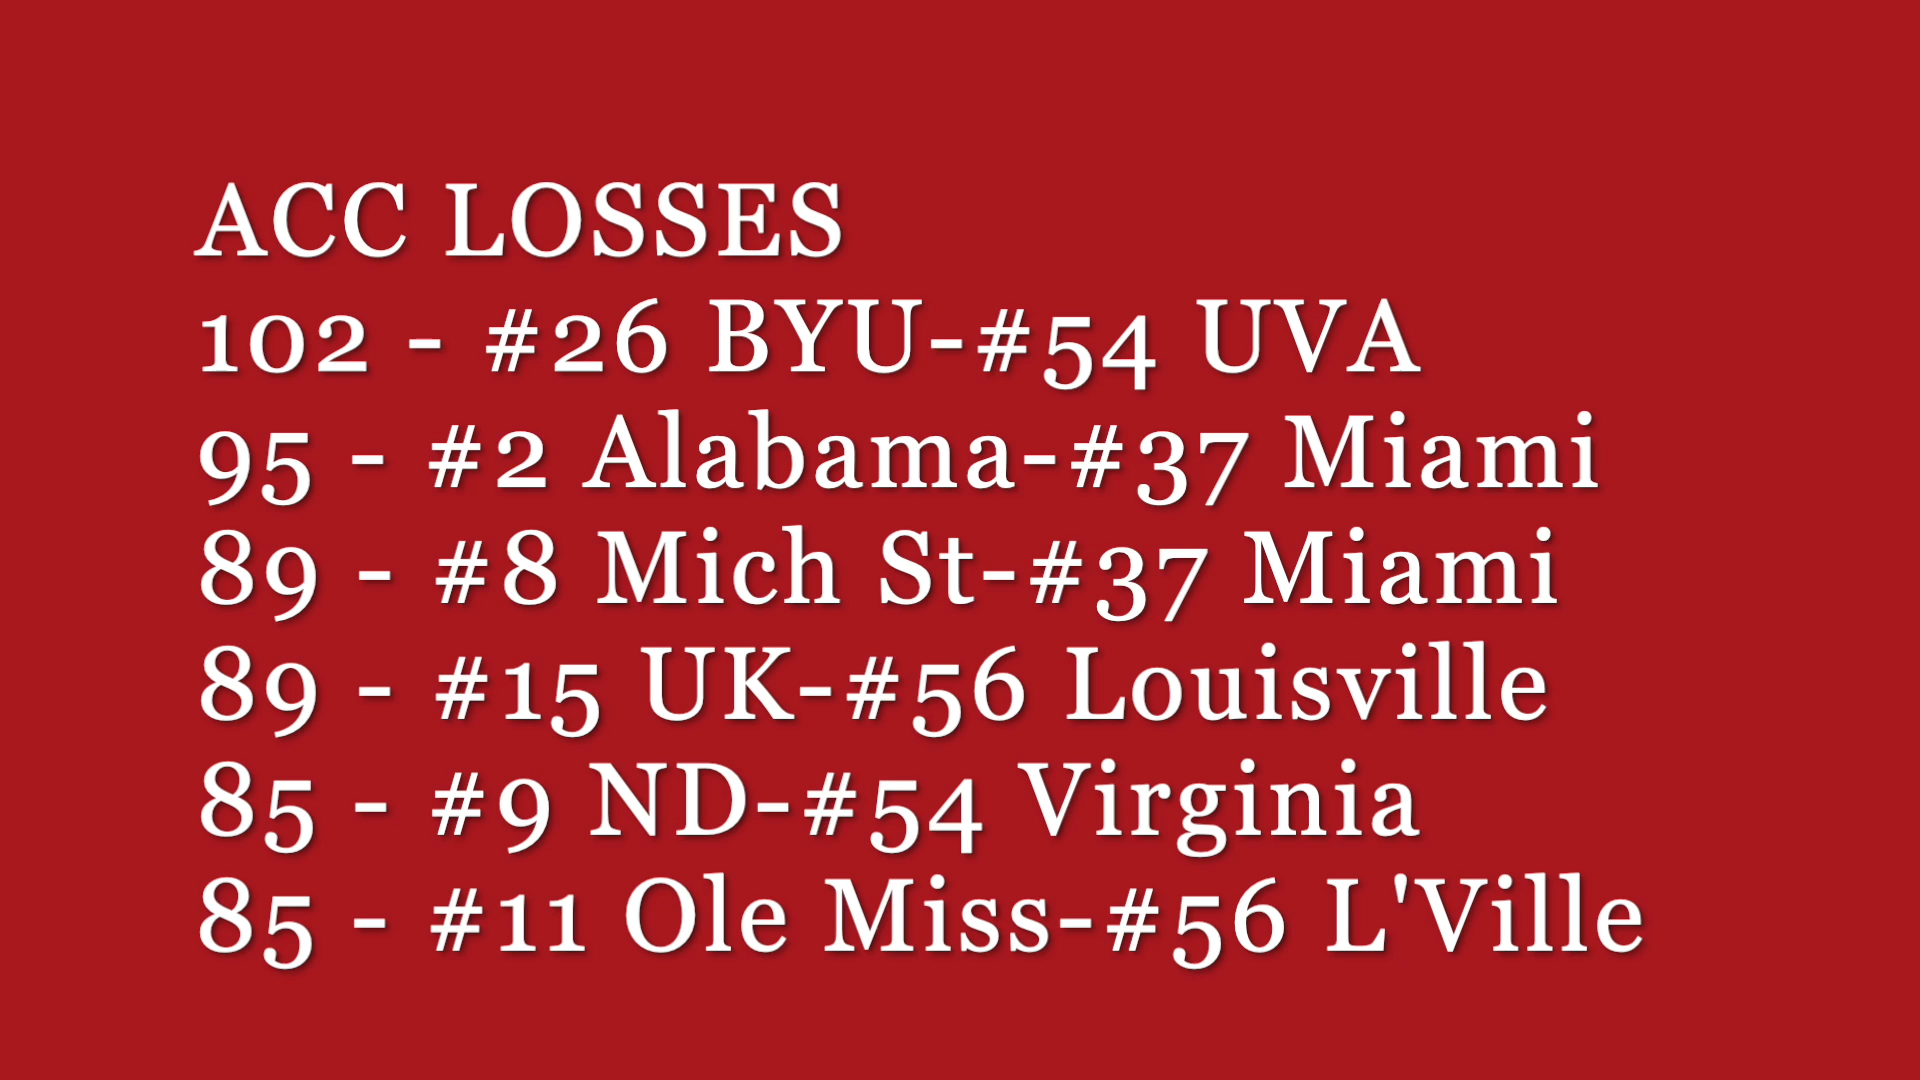 ACC LOSSES
102 - #26 BYU-#54 UVA
95 - #2 Alabama-#37 Miami
89 - #8 Mich St-#37 Miami
89 - #15 UK-#56 Louisville
85 - #9 ND-#54 Virginia
85 - #11 Ole Miss-#56 L'Ville